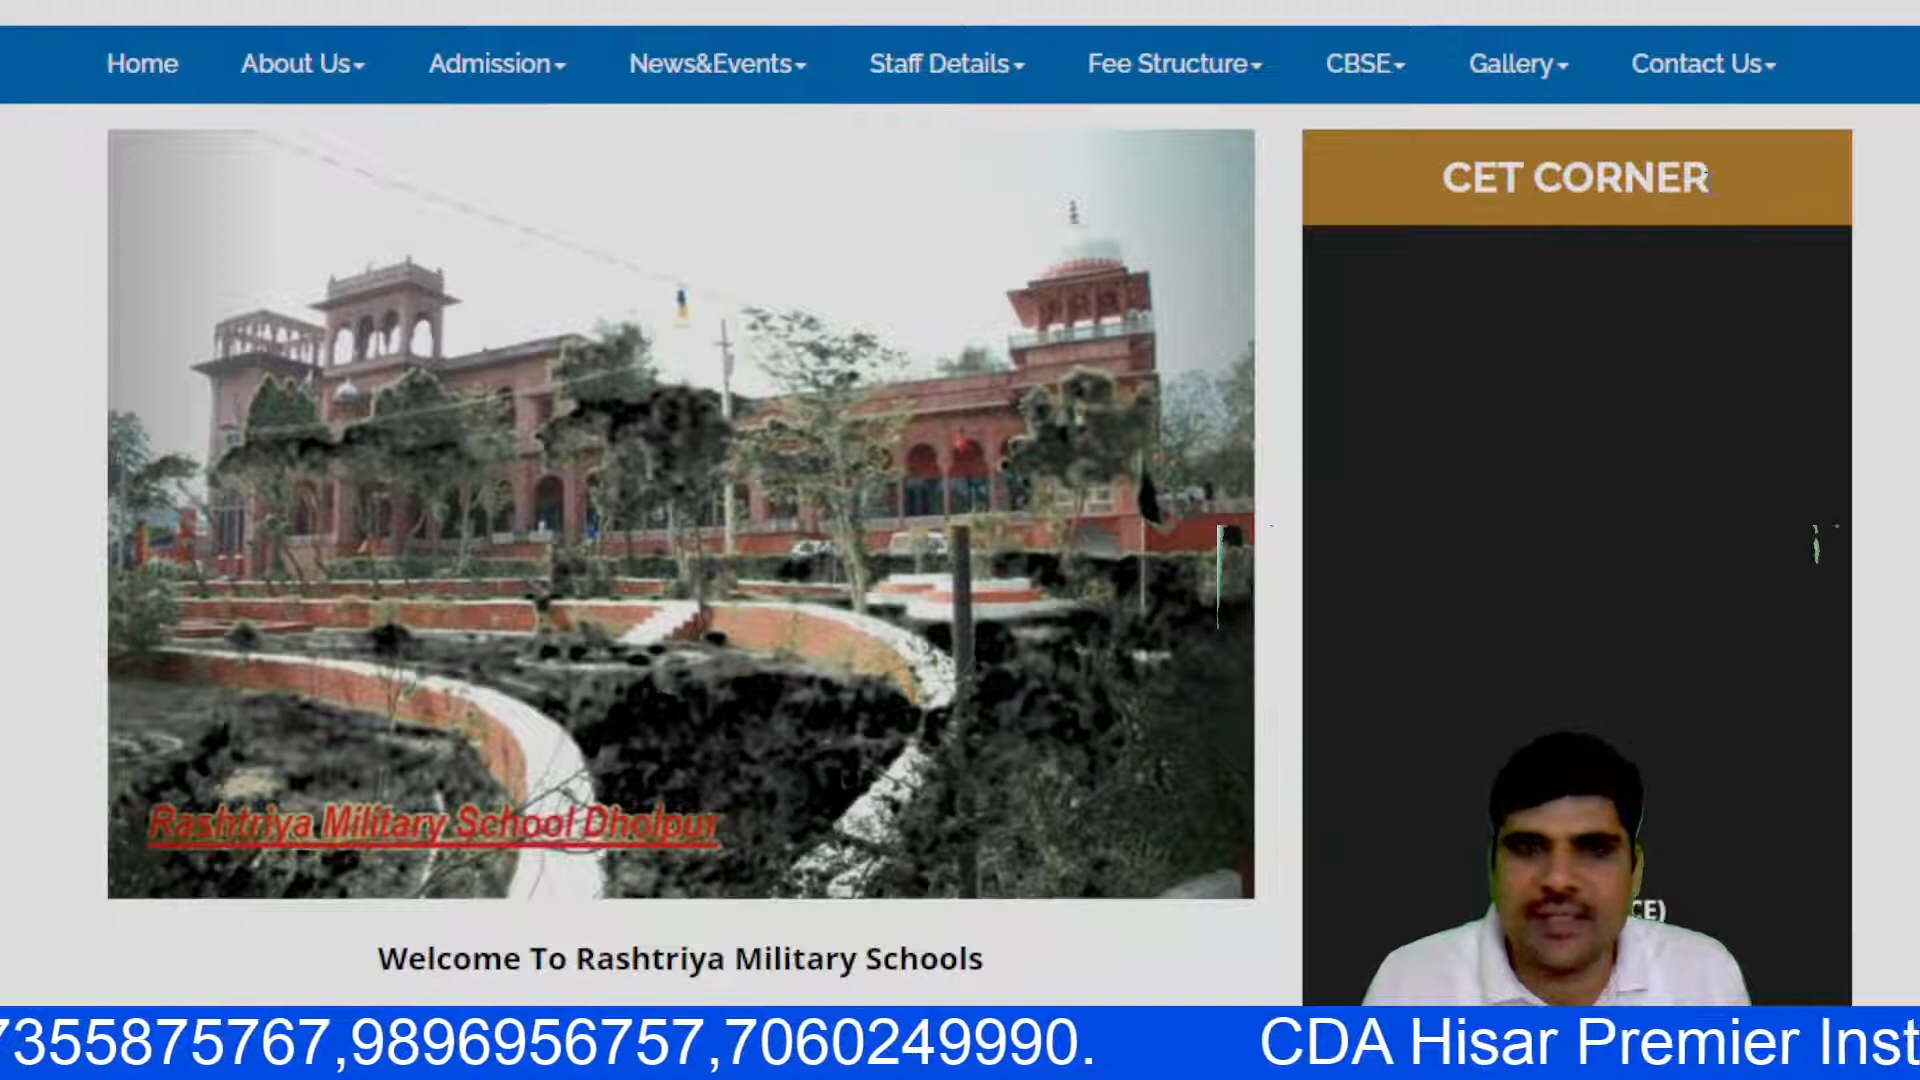 Home About Us Admission News&Events Staff Details Fee Structure CBSE Gallery Contact Us
CET CORNER
Rashtriya Military School Dholpur
CE)
Welcome To Rashtriya Military Schools
7355875767,9896956757,7060249990. CDA Hisar Premier Inst